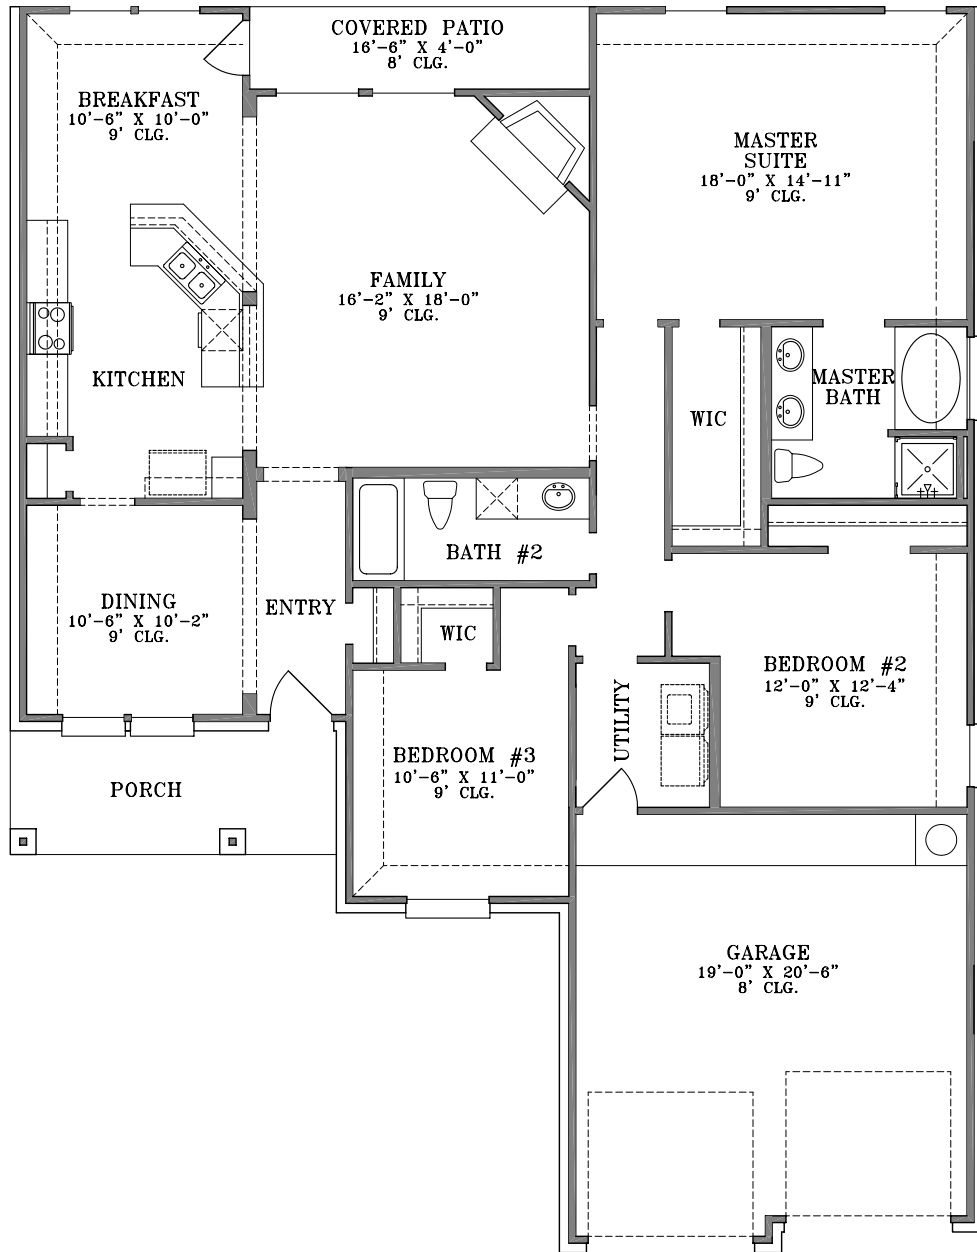 COVERED PATIO
16'-6" X 4'-0"
8' CLG.
BREAKFAST
10'-6" X 10'-0"
9' CLG.
MASTER
SUITE
18'-0" X 14'-11"
9' CLG.
FAMILY
16'-2" X 18'-0"
9' CLG.
KITCHEN
MASTER
BATH
WIC
BATH #2
DINING
10'-6" X 10'-2"
9' CLG.
ENTRY
WIC
BEDROOM #2
12'-0" X 12'-4"
9' CLG.
UTILITY
BEDROOM #3
10'-6" X 11'-0"
9' CLG.
PORCH
GARAGE
19'-0" X 20'-6"
8' CLG.